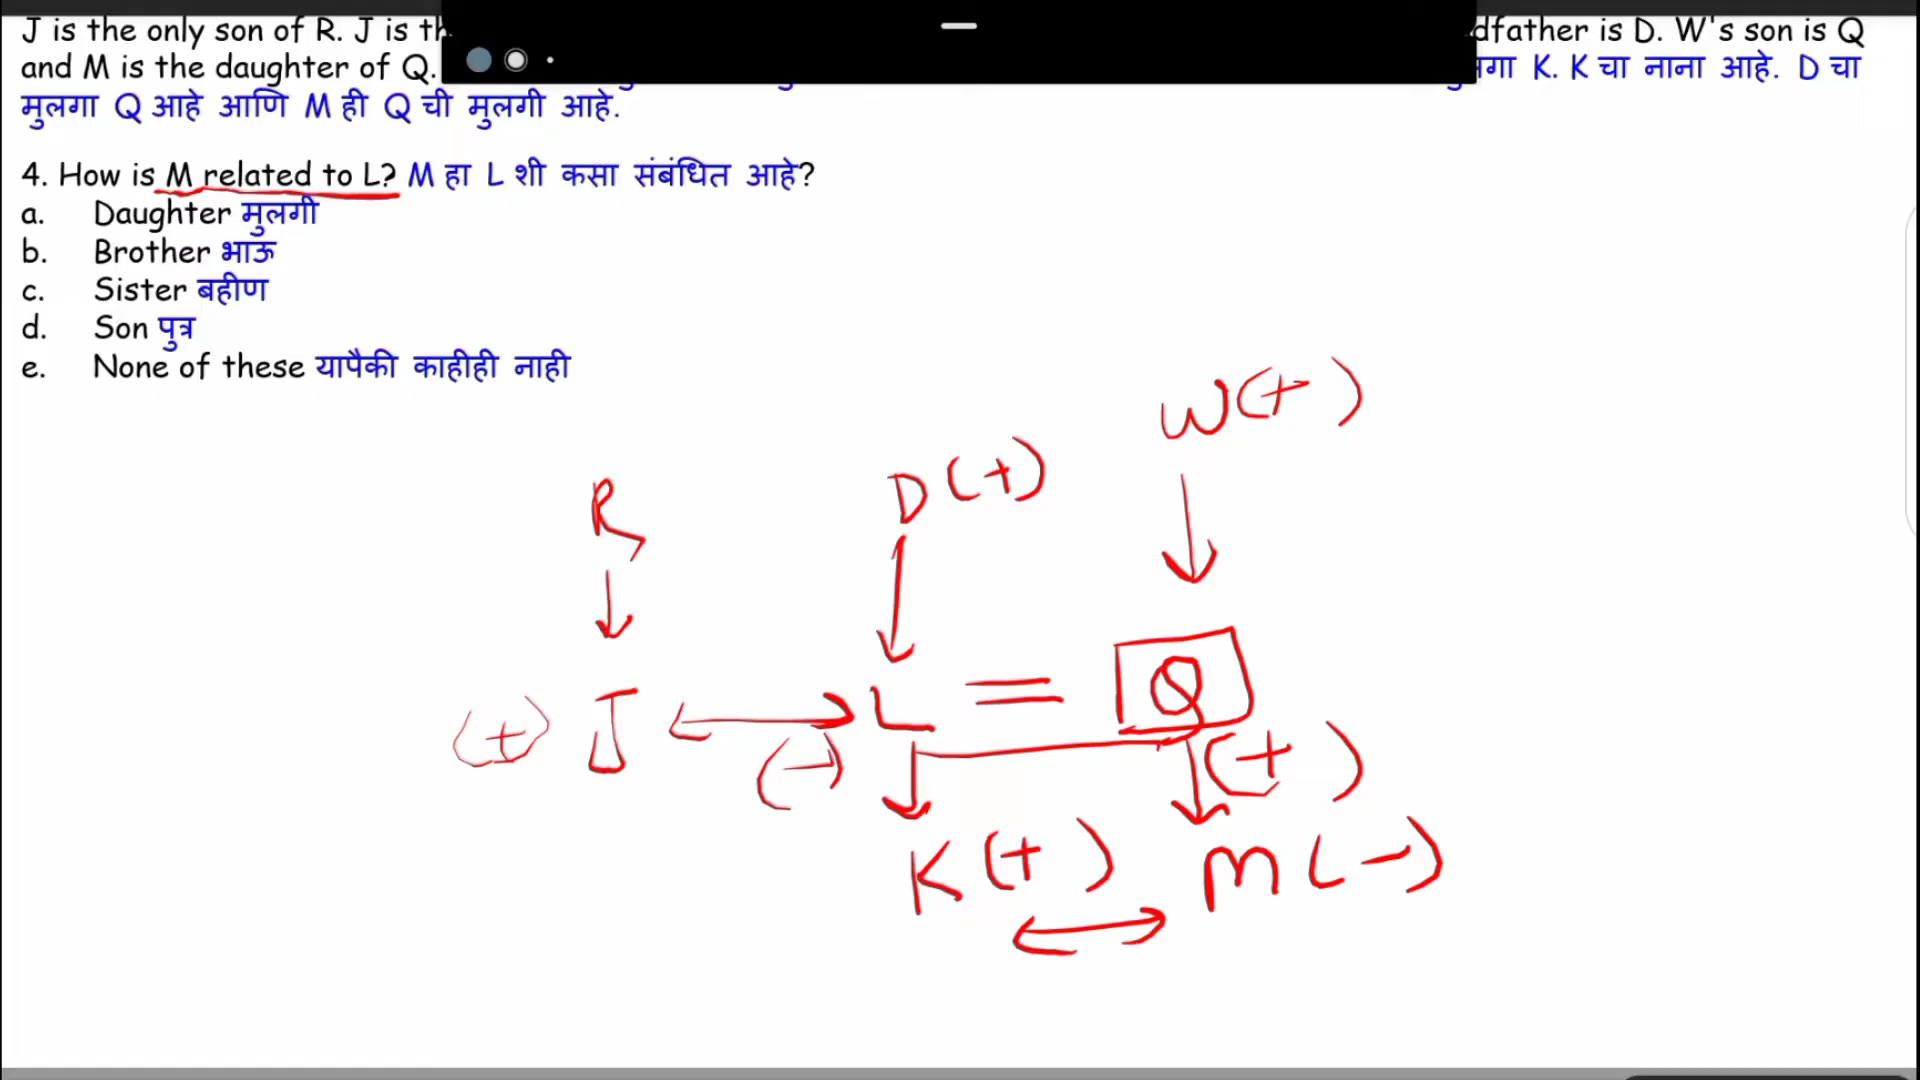 J is the only son of R. J is th dfather is D. W's son is Q
and M is the daughter of Q. K. K चा नाना आहे. D चा
मुलगा Q आहे आणि M ही Q ची मुलगी आहे.
4. How is M related to L? M हा L शी कसा संबंधित आहे?
a. Daughter मुलगी
b. Brother भाऊ
c. Sister बहीण
d. Son पुत्र
e. None of these यापैकी काहीही नाही
W(+)
R D(+)
(+) J (-) L = Q (+)
K(+) M(-)